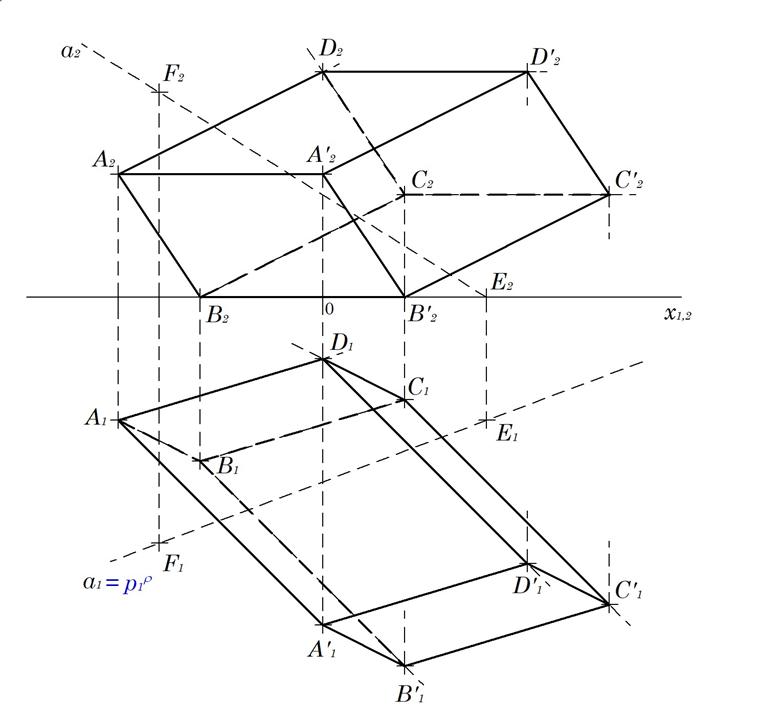 a₂
F₂
D₂
D'₂
A₂
A'₂
C₂
C'₂
E₂
B₂
0
B'₂
x₁,₂
D₁
C₁
A₁
E₁
B₁
F₁
a₁ = p₁ᵖ
D'₁
C'₁
A'₁
B'₁